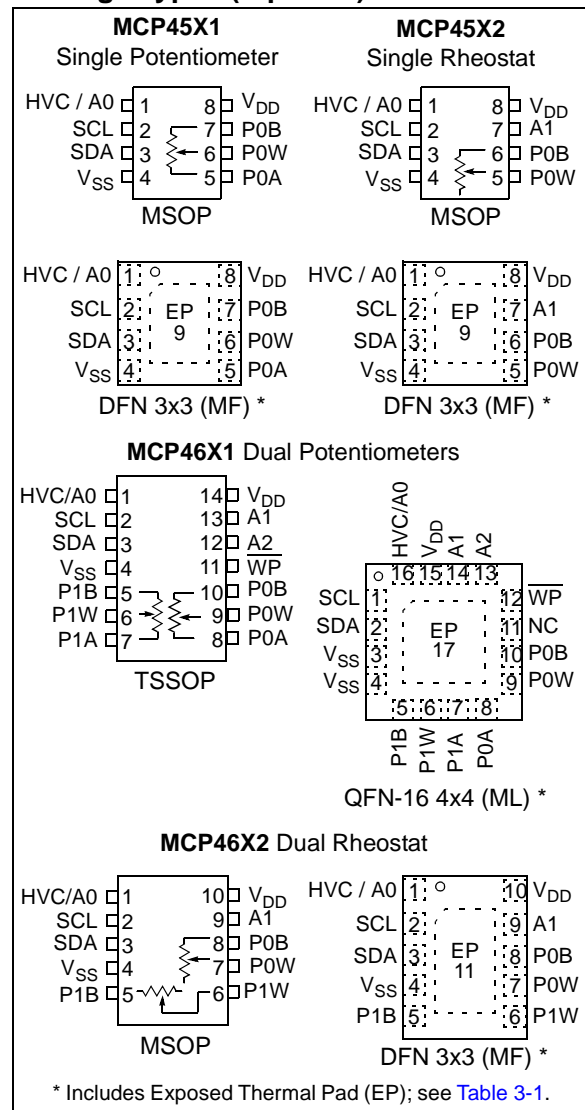 MCP45X1
Single Potentiometer
HVC / A0 1 8 VDD
SCL 2 7 P0B
SDA 3 6 P0W
VSS 4 5 P0A
MSOP
MCP45X2
Single Rheostat
HVC / A0 1 8 VDD
SCL 2 7 A1
SDA 3 6 P0B
VSS 4 5 P0W
MSOP
HVC / A0 1 8 VDD
SCL 2 EP 7 P0B
SDA 3 9 6 P0W
VSS 4 5 P0A
DFN 3x3 (MF) *
HVC / A0 1 8 VDD
SCL 2 EP 7 A1
SDA 3 9 6 P0B
VSS 4 5 P0W
DFN 3x3 (MF) *
MCP46X1 Dual Potentiometers
HVC/A0 1 14 VDD
SCL 2 13 A1
SDA 3 12 A2
VSS 4 11 WP
P1B 5 10 P0B
P1W 6 9 P0W
P1A 7 8 P0A
TSSOP
HVC/A0 VDD A1 A2
16 15 14 13
SCL 1 12 WP
SDA 2 EP 11 NC
VSS 3 17 10 P0B
VSS 4 9 P0W
5 6 7 8
P1B P1W P1A P0A
QFN-16 4x4 (ML) *
MCP46X2 Dual Rheostat
HVC/A0 1 10 VDD
SCL 2 9 A1
SDA 3 8 P0B
VSS 4 7 P0W
P1B 5 6 P1W
MSOP
HVC / A0 1 10 VDD
SCL 2 9 A1
SDA 3 EP 8 P0B
VSS 4 11 7 P0W
P1B 5 6 P1W
DFN 3x3 (MF) *
* Includes Exposed Thermal Pad (EP); see Table 3-1.